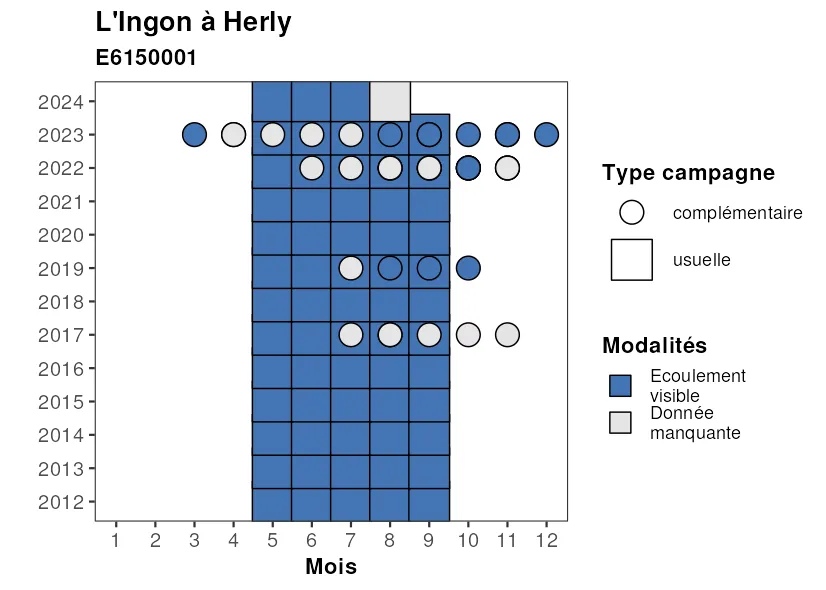 L'Ingon à Herly
E6150001
2024
2023
2022
2021
2020
2019
2018
2017
2016
2015
2014
2013
2012
1 2 3 4 5 6 7 8 9 10 11 12
Mois
Type campagne
complémentaire
usuelle
Modalités
Ecoulement
visible
Donnée
manquante